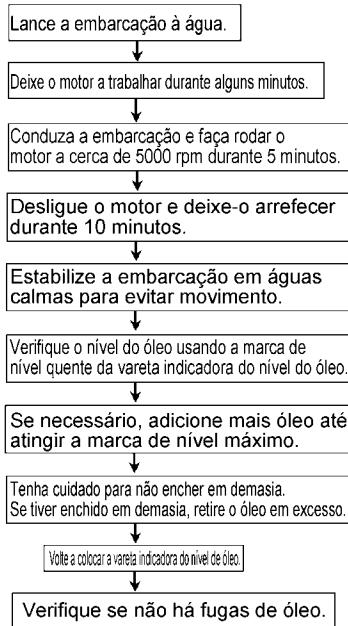 Lance a embarcação à água.
Deixe o motor a trabalhar durante alguns minutos.
Conduza a embarcação e faça rodar o
motor a cerca de 5000 rpm durante 5 minutos.
Desligue o motor e deixe-o arrefecer
durante 10 minutos.
Estabilize a embarcação em águas
calmas para evitar movimento.
Verifique o nível do óleo usando a marca de
nível quente da vareta indicadora do nível do óleo.
Se necessário, adicione mais óleo até
atingir a marca de nível máximo.
Tenha cuidado para não encher em demasia.
Se tiver enchido em demasia, retire o óleo em excesso.
Volte a colocar a vareta indicadora do nível de óleo.
Verifique se não há fugas de óleo.